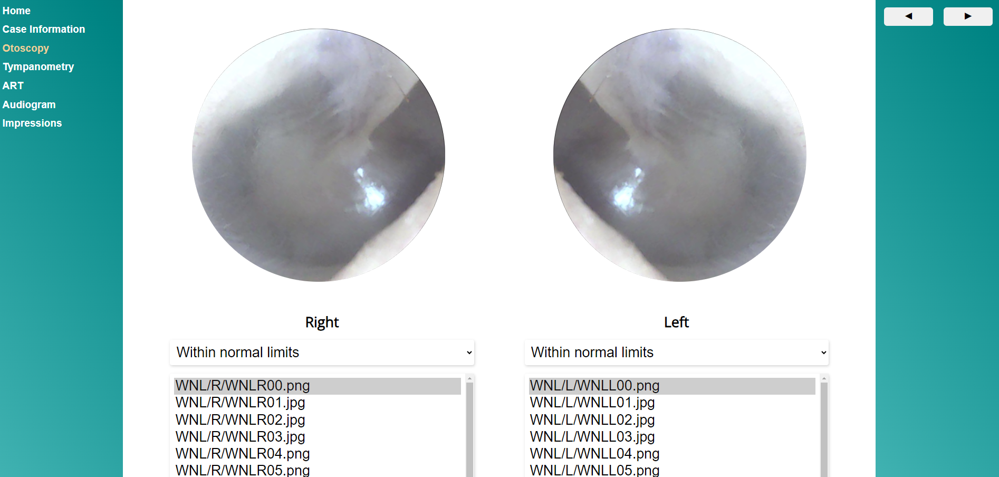 Home
Case Information
Otoscopy
Tympanometry
ART
Audiogram
Impressions
◄ ►
Right
Within normal limits
WNL/R/WNLR00.png
WNL/R/WNLR01.jpg
WNL/R/WNLR02.jpg
WNL/R/WNLR03.jpg
WNL/R/WNLR04.png
WNL/R/WNLR05.png
Left
Within normal limits
WNL/L/WNLL00.png
WNL/L/WNLL01.jpg
WNL/L/WNLL02.jpg
WNL/L/WNLL03.jpg
WNL/L/WNLL04.png
WNL/L/WNLL05.png